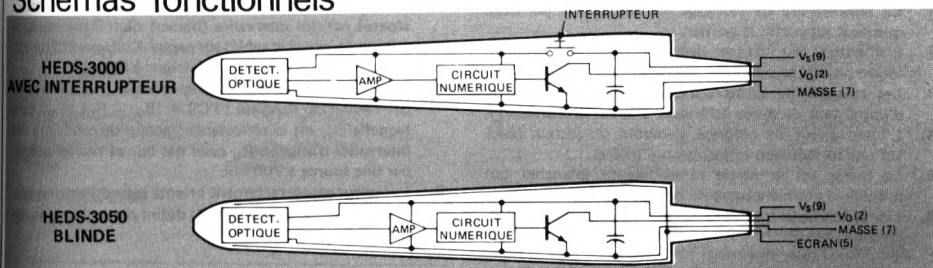 Schémas fonctionnels
INTERRUPTEUR
HEDS-3000
AVEC INTERRUPTEUR
DETECT.
OPTIQUE
AMP
CIRCUIT
NUMERIQUE
VS (9)
VO (2)
MASSE (7)
HEDS-3050
BLINDE
DETECT.
OPTIQUE
AMP
CIRCUIT
NUMERIQUE
VS (9)
VO (2)
MASSE (7)
ECRAN (5)